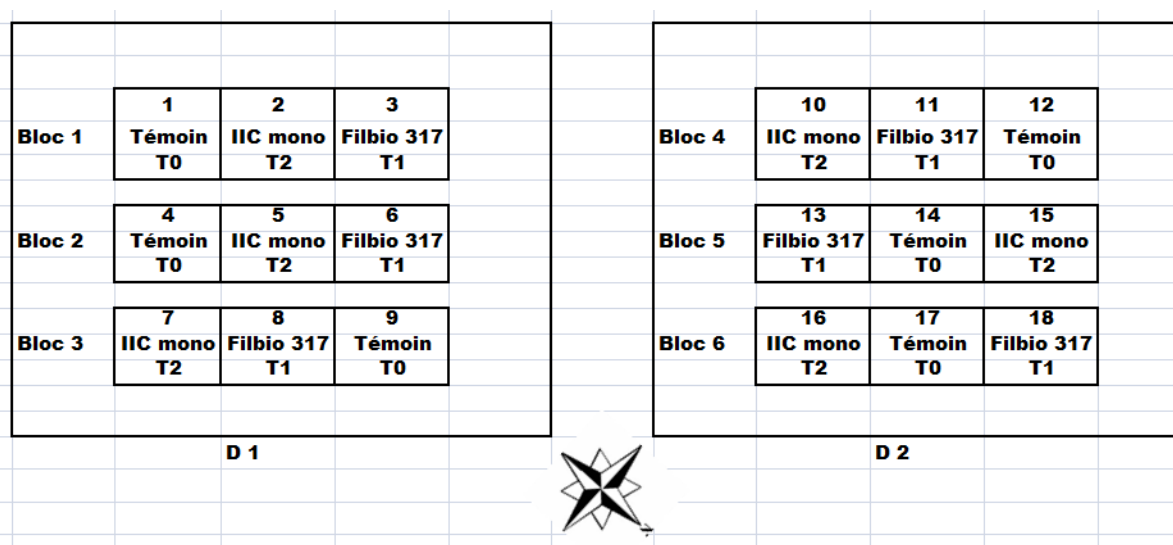 1 2 3
Bloc 1 Témoin IIC mono Filbio 317
T0 T2 T1
4 5 6
Bloc 2 Témoin IIC mono Filbio 317
T0 T2 T1
7 8 9
Bloc 3 IIC mono Filbio 317 Témoin
T2 T1 T0
D 1
10 11 12
Bloc 4 IIC mono Filbio 317 Témoin
T2 T1 T0
13 14 15
Bloc 5 Filbio 317 Témoin IIC mono
T1 T0 T2
16 17 18
Bloc 6 IIC mono Témoin Filbio 317
T2 T0 T1
D 2